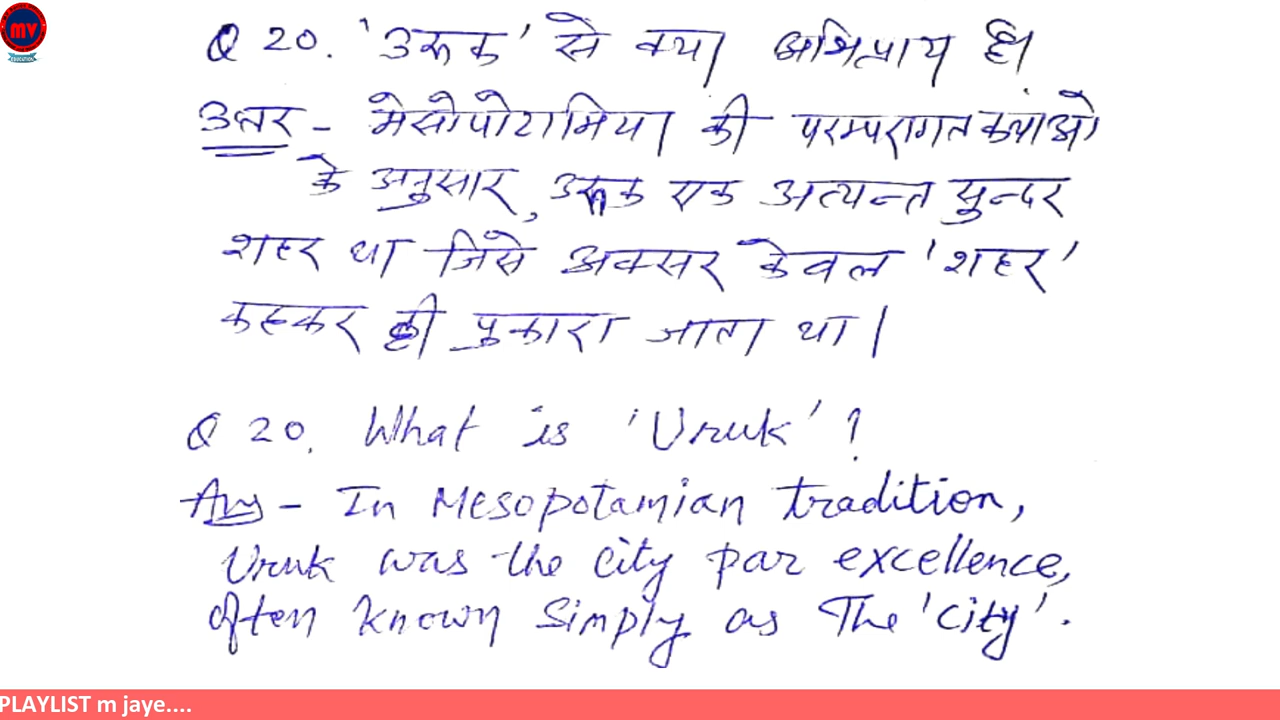 mv
EDUCATION
Q 20. 'उरूक' से क्या अभिप्राय है।
उत्तर - मेसोपोटामिया की परम्परागत कथाओं
के अनुसार, उरूक एक अत्यन्त सुन्दर
शहर था जिसे अक्सर केवल 'शहर'
कहकर ही पुकारा जाता था।
Q 20. What is 'Uruk' ?
Ans - In Mesopotamian tradition,
Uruk was the city par excellence,
often known simply as The 'City'.
PLAYLIST m jaye....